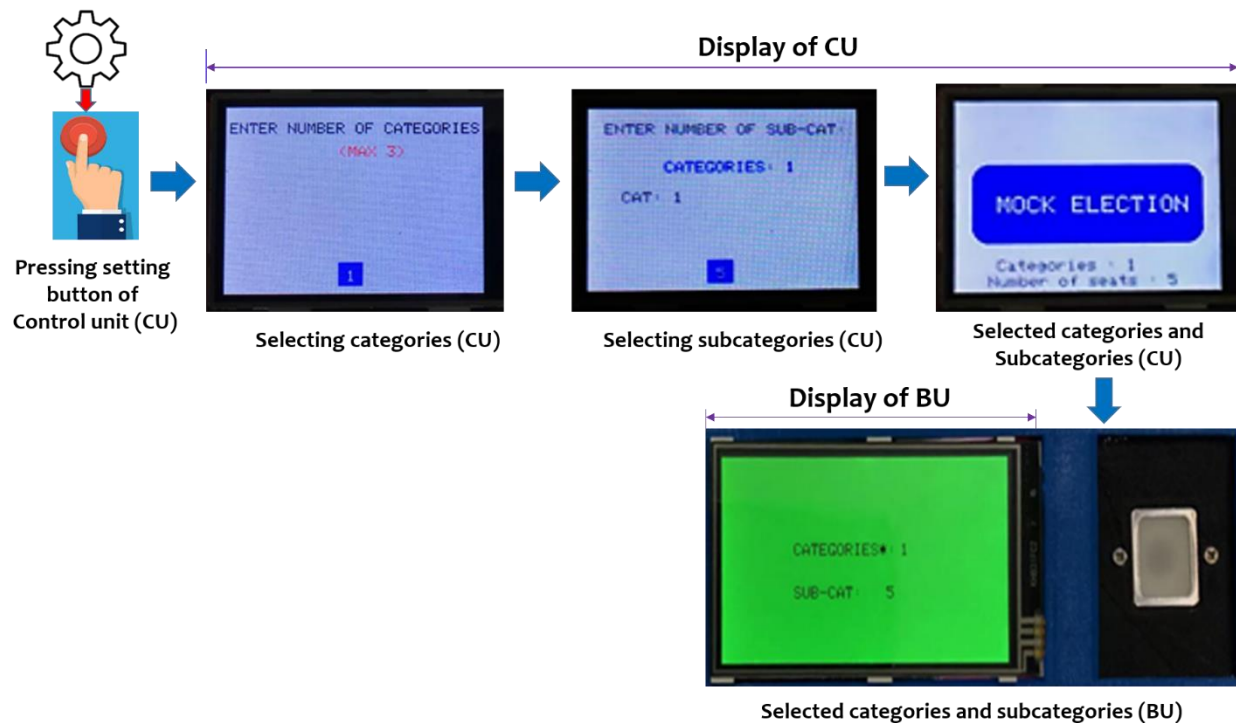 Display of CU
ENTER NUMBER OF CATEGORIES
(MAX 3)
1
ENTER NUMBER OF SUB-CAT:
CATEGORIES: 1
CAT: 1
5
MOCK ELECTION
Categories : 1
Number of seats : 5
Pressing setting
button of
Control unit (CU)
Selecting categories (CU)
Selecting subcategories (CU)
Selected categories and
Subcategories (CU)
Display of BU
CATEGORIES#: 1
SUB-CAT: 5
Selected categories and subcategories (BU)